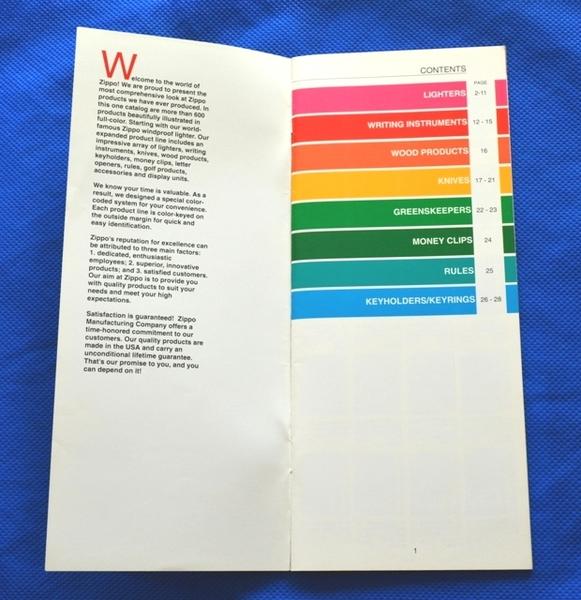 Welcome to the world of
Zippo! We are proud to present the
most comprehensive look at Zippo
products we have ever produced. In
this one catalog are more than 600
products beautifully illustrated in
full-color. Starting with our world-
famous Zippo windproof lighter. Our
expanded product line includes an
impressive array of lighters, writing
instruments, knives, wood products,
keyholders, money clips, letter
openers, rules, golf products,
accessories and display units.
We know your time is valuable. As a
result, we designed a special color-
coded system for your convenience.
Each product line is color-keyed on
the outside margin for quick and
easy identification.
Zippo's reputation for excellence can
be attributed to three main factors:
1. dedicated, enthusiastic
employees; 2. superior, innovative
products; and 3. satisfied customers.
Our aim at Zippo is to provide you
with quality products to suit your
needs and meet your high
expectations.
Satisfaction is guaranteed! Zippo
Manufacturing Company offers a
time-honored commitment to our
customers. Our quality products are
made in the USA and carry an
unconditional lifetime guarantee.
That's our promise to you, and you
can depend on it!
CONTENTS
PAGE
LIGHTERS 2-11
WRITING INSTRUMENTS 12 - 15
WOOD PRODUCTS 16
KNIVES 17 - 21
GREENSKEEPERS 22 - 23
MONEY CLIPS 24
RULES 25
KEYHOLDERS/KEYRINGS 26 - 28
1